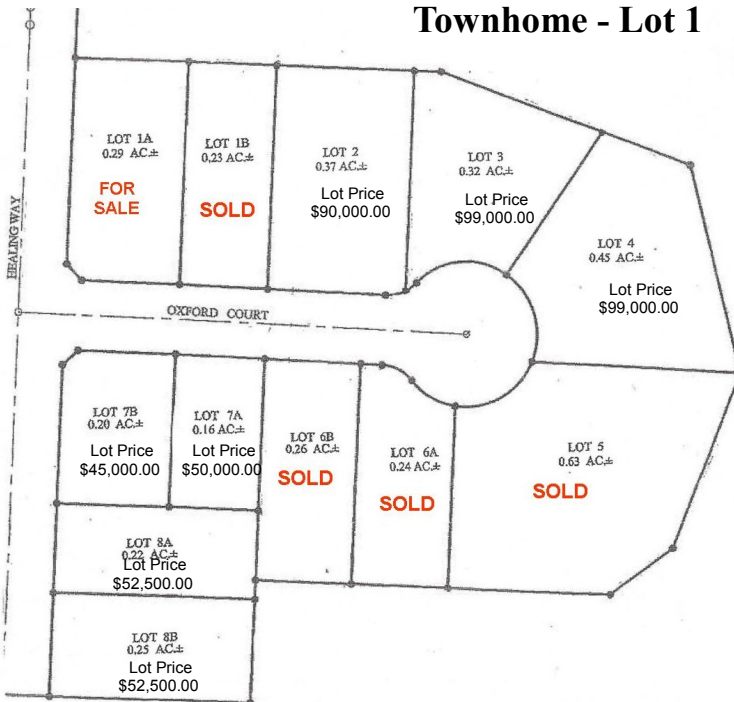 Townhome - Lot 1
LOT 1A
0.29 AC.±
FOR
SALE
LOT 1B
0.23 AC.±
SOLD
LOT 2
0.37 AC.±
Lot Price
$90,000.00
LOT 3
0.32 AC.±
Lot Price
$99,000.00
LOT 4
0.45 AC.±
Lot Price
$99,000.00
HEALING WAY
OXFORD COURT
LOT 7B
0.20 AC.±
Lot Price
$45,000.00
LOT 7A
0.16 AC.±
Lot Price
$50,000.00
LOT 6B
0.26 AC.±
SOLD
LOT 6A
0.24 AC.±
SOLD
LOT 5
0.63 AC.±
SOLD
LOT 8A
0.22 AC.±
Lot Price
$52,500.00
LOT 8B
0.25 AC.±
Lot Price
$52,500.00